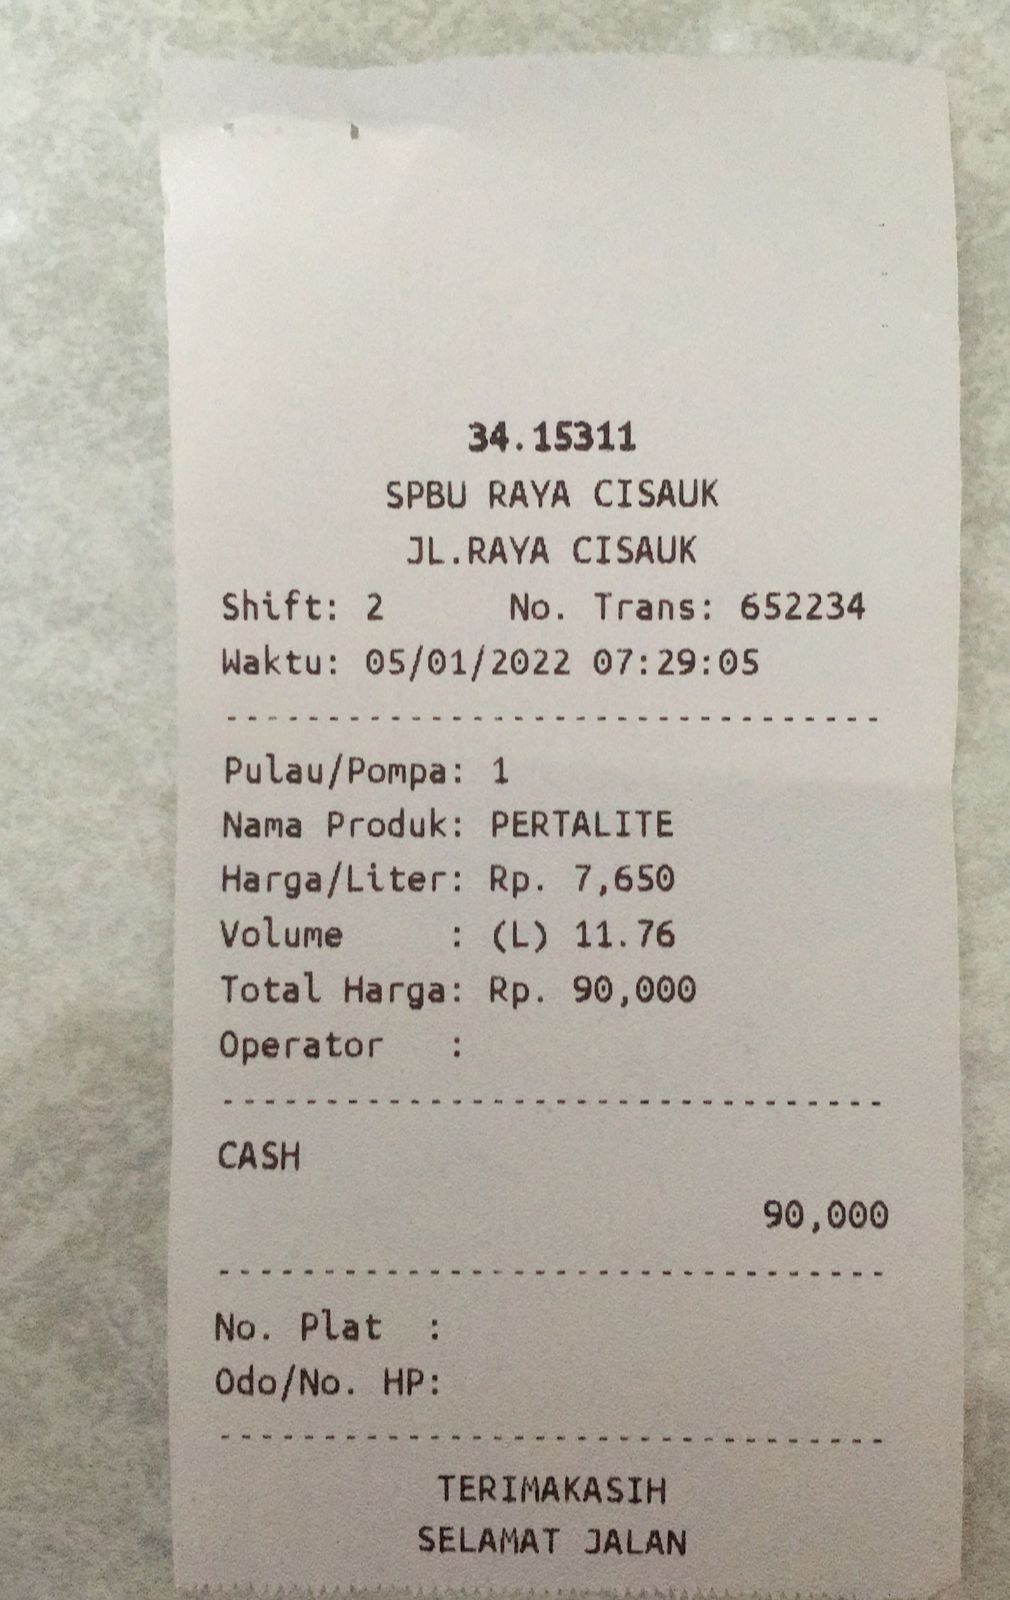 34.15311
SPBU RAYA CISAUK
JL.RAYA CISAUK
Shift: 2 No. Trans: 652234
Waktu: 05/01/2022 07:29:05
--------------------------------
Pulau/Pompa: 1
Nama Produk: PERTALITE
Harga/Liter: Rp. 7,650
Volume : (L) 11.76
Total Harga: Rp. 90,000
Operator :
--------------------------------
CASH
90,000
--------------------------------
No. Plat :
Odo/No. HP:
--------------------------------
TERIMAKASIH
SELAMAT JALAN